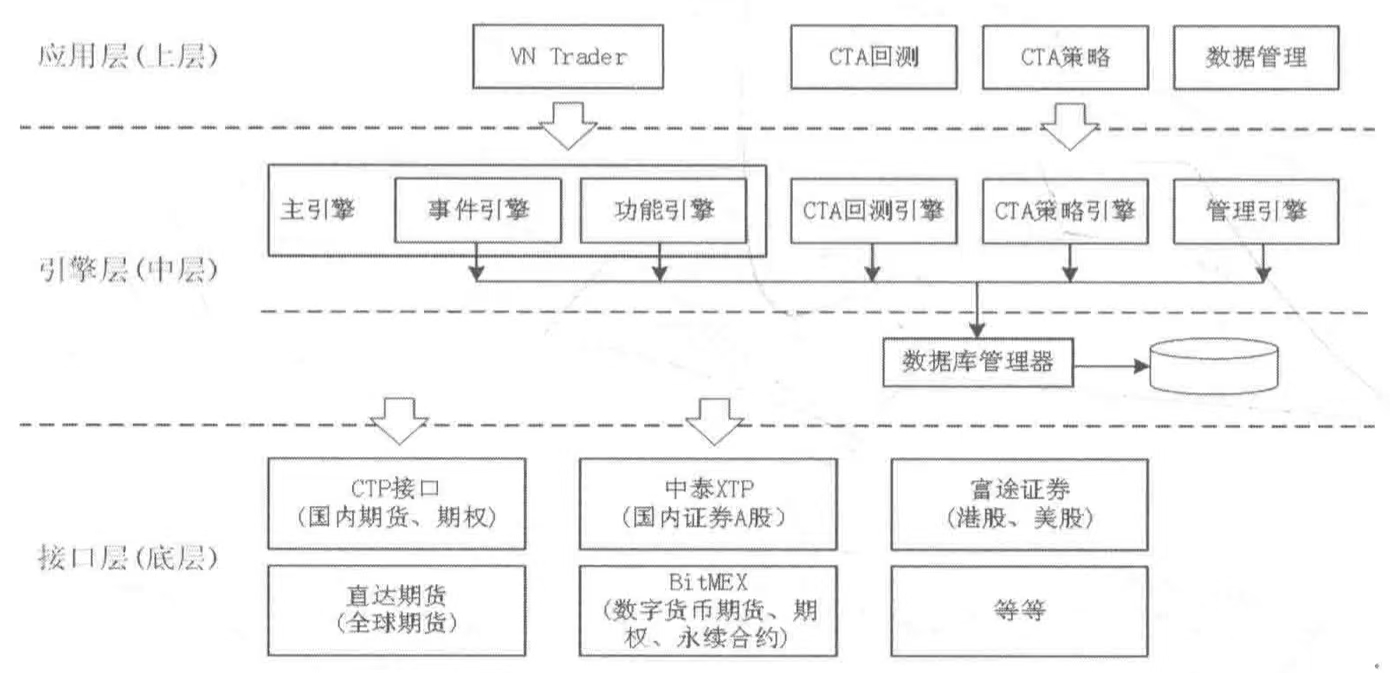 应用层(上层)
VN Trader
CTA回测
CTA策略
数据管理
主引擎
事件引擎
功能引擎
CTA回测引擎
CTA策略引擎
管理引擎
引擎层(中层)
数据库管理器
CTP接口
(国内期货、期权)
中泰XTP
(国内证券A股)
富途证券
(港股、美股)
接口层(底层)
直达期货
(全球期货)
BitMEX
(数字货币期货、期
权、永续合约)
等等
。